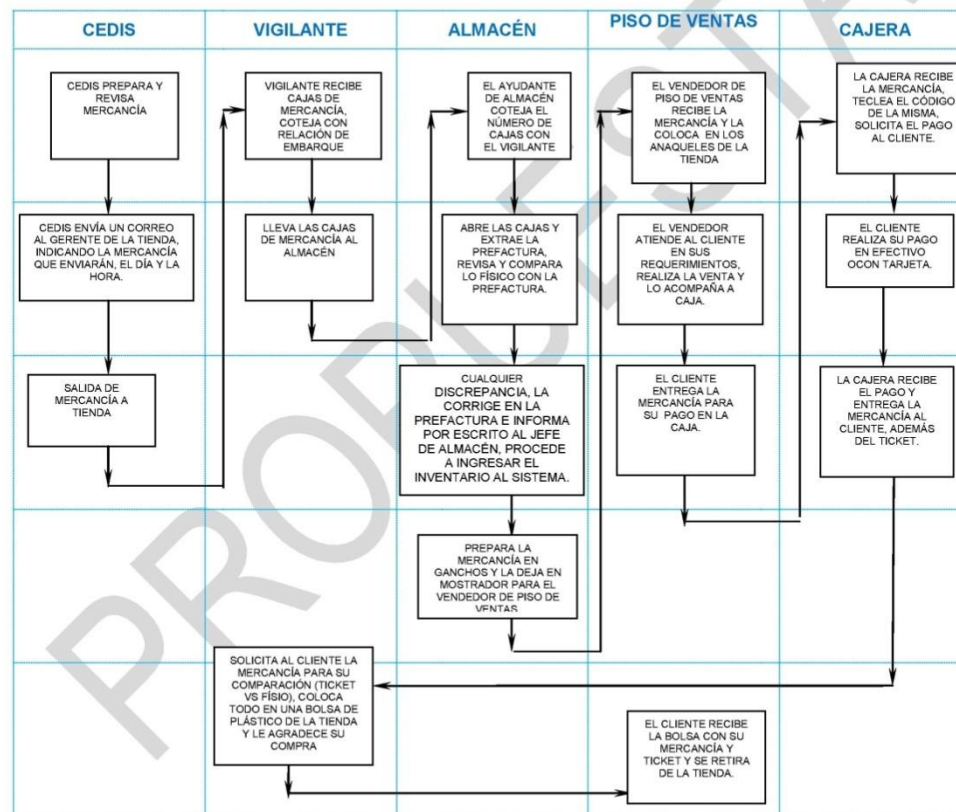 CEDIS
VIGILANTE
ALMACÉN
PISO DE VENTAS
CAJERA
CEDIS PREPARA Y
REVISA
MERCANCÍA
CEDIS ENVÍA UN CORREO
AL GERENTE DE LA TIENDA,
INDICANDO LA MERCANCÍA
QUE ENVIARÁN, EL DÍA Y LA
HORA.
SALIDA DE
MERCANCÍA A
TIENDA
VIGILANTE RECIBE
CAJAS DE
MERCANCÍA,
COTEJA CON
RELACIÓN DE
EMBARQUE
LLEVA LAS CAJAS
DE MERCANCÍA AL
ALMACÉN
EL AYUDANTE
DE ALMACÉN
COTEJA EL
NÚMERO DE
CAJAS CON
EL VIGILANTE
ABRE LAS CAJAS Y
EXTRAE LA
PREFACTURA,
REVISA Y COMPARA
LO FÍSICO CON LA
PREFACTURA.
CUALQUIER
DISCREPANCIA, LA
CORRIGE EN LA
PREFACTURA E INFORMA
POR ESCRITO AL JEFE
DE ALMACÉN, PROCEDE
A INGRESAR EL
INVENTARIO AL SISTEMA.
PREPARA LA
MERCANCÍA EN
GANCHOS Y LA DEJA EN
MOSTRADOR PARA EL
VENDEDOR DE PISO DE
VENTAS
EL VENDEDOR DE
PISO DE VENTAS
RECIBE LA
MERCANCÍA Y LA
COLOCA EN LOS
ANAQUELES DE LA
TIENDA
EL VENDEDOR
ATIENDE AL CLIENTE
EN SUS
REQUERIMIENTOS,
REALIZA LA VENTA Y
LO ACOMPAÑA A
CAJA.
EL CLIENTE
ENTREGA LA
MERCANCÍA PARA
SU PAGO EN LA
CAJA.
LA CAJERA RECIBE
LA MERCANCÍA,
TECLEA EL CÓDIGO
DE LA MISMA,
SOLICITA EL PAGO
AL CLIENTE.
EL CLIENTE
REALIZA SU PAGO
EN EFECTIVO
OCON TARJETA.
LA CAJERA RECIBE
EL PAGO Y
ENTREGA LA
MERCANCÍA AL
CLIENTE, ADEMÁS
DEL TICKET.
SOLICITA AL CLIENTE LA
MERCANCÍA PARA SU
COMPARACIÓN (TICKET
VS FÍSIO), COLOCA
TODO EN UNA BOLSA DE
PLÁSTICO DE LA TIENDA
Y LE AGRADECE SU
COMPRA
EL CLIENTE RECIBE
LA BOLSA CON SU
MERCANCÍA Y
TICKET Y SE RETIRA
DE LA TIENDA.
PROPUESTA